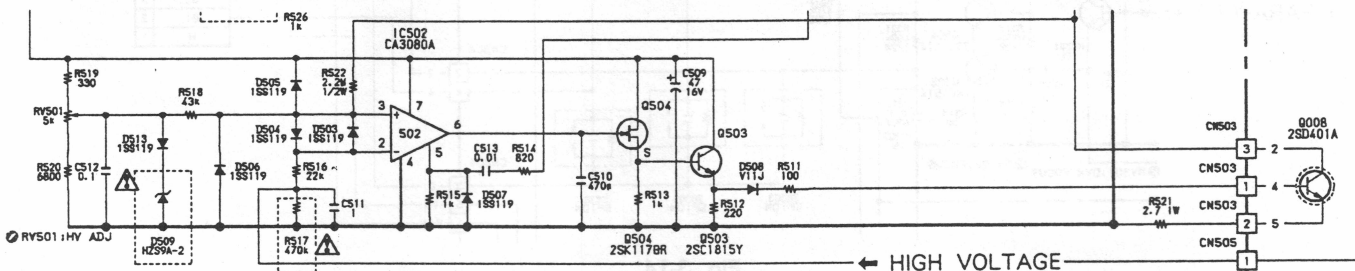 R526
1k
IC502
CA3080A
R519
330
RV501
5k
R520
6800
C512
0.1
R518
43k
D513
1SS119
D509
HZS9A-2
D505
1SS119
D504
1SS119
D503
1SS119
D506
1SS119
R522
2.2M
1/2W
R516
22k
R517
470k
C511
1
3
+
7
502
6
2
-
4
5
R515
1k
C513
0.01
R514
820
D507
1SS119
C510
470p
Q504
S
R513
1k
C509
+
47
16V
Q503
D508
V11J
R511
100
R512
220
Q504
2SK117GR
Q503
2SC1815Y
R521
2.7 1W
CN503
3
2
CN503
1
4
CN503
2
5
CN505
1
Q008
2SD401A
RV501:HV ADJ
HIGH VOLTAGE